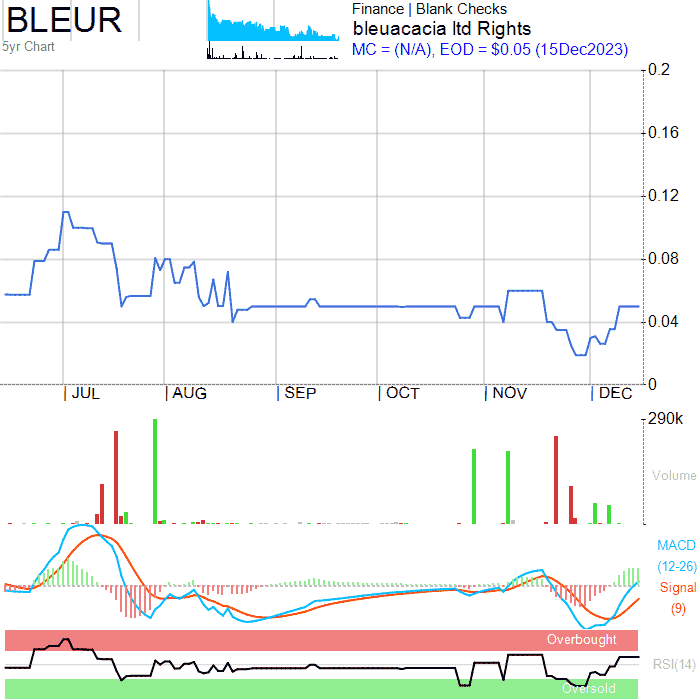 BLEUR
5yr Chart
Finance | Blank Checks
bleuacacia ltd Rights
MC = (N/A), EOD = $0.05 (15Dec2023)
0.2
0.16
0.12
0.08
0.04
0
JUL
AUG
SEP
OCT
NOV
DEC
290k
Volume
MACD
(12-26)
Signal
(9)
Overbought
RSI(14)
Oversold